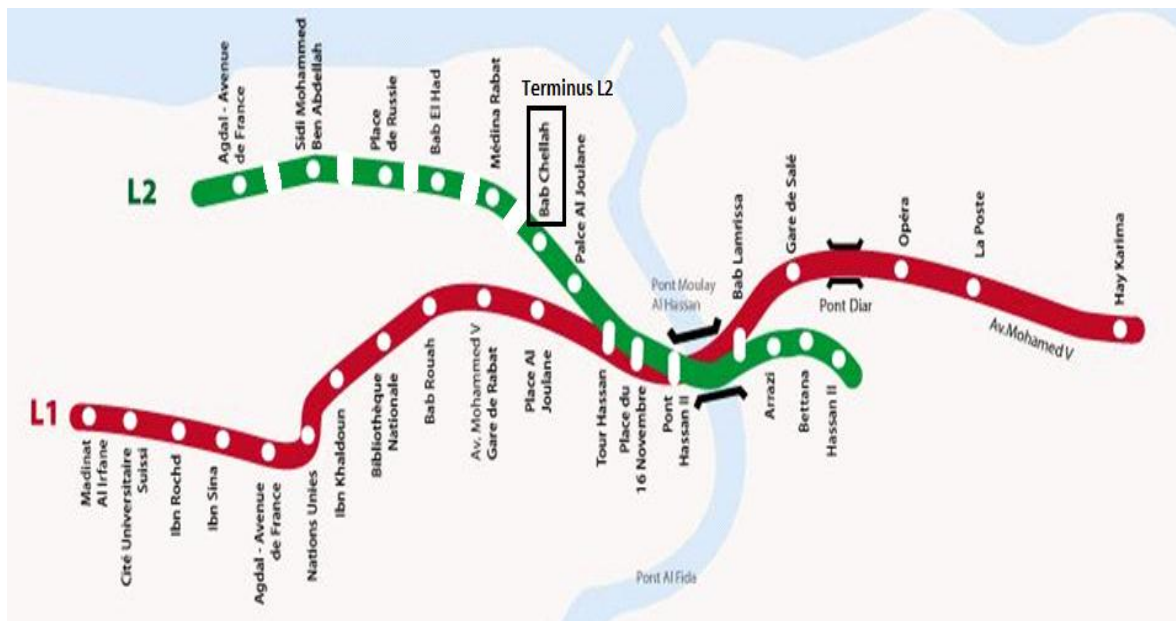 Terminus L2
Agdal - Avenue
de France
Sidi Mohammed
Ben Abdellah
Place
de Russie
Bab El Had
Médina Rabat
Bab Chellah
Palce Al Joulane
L2
Pont Moulay
Al Hassan
Bab Lamrissa
Gare de Salé
Pont Diar
Opéra
La Poste
Av.Mohamed V
Hay Karima
L1
Madinat
Al Irfane
Cité Universitaire
Suissi
Ibn Rochd
Ibn Sina
Agdal - Avenue
de France
Nations Unies
Ibn Khaldoun
Bibliothèque
Nationale
Bab Rouah
Av. Mohammed V
Gare de Rabat
Place Al
Joulane
Tour Hassan
Place du
16 Novembre
Pont
Hassan II
Arrazi
Bettana
Hassan II
Pont Al Fida